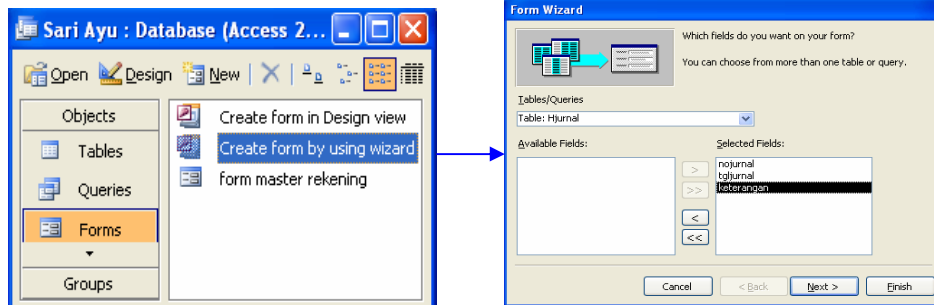 Sari Ayu : Database (Access 2...
Open Design New
Objects
Tables
Queries
Forms
Groups
Create form in Design view
Create form by using wizard
form master rekening
Form Wizard
Which fields do you want on your form?
You can choose from more than one table or query.
Tables/Queries
Table: Hjurnal
Available Fields:
Selected Fields:
nojurnal
tgljurnal
keterangan
>
>>
<
<<
Cancel < Back Next > Finish